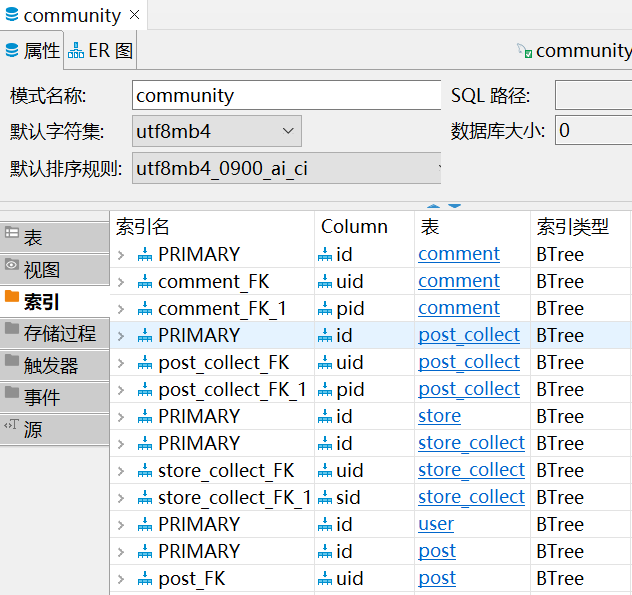 community
属性 ER 图 community
模式名称: community SQL 路径:
默认字符集: utf8mb4 数据库大小: 0
默认排序规则: utf8mb4_0900_ai_ci
索引名 Column 表 索引类型
表
视图
索引
存储过程
触发器
事件
源
PRIMARY id comment BTree
comment_FK uid comment BTree
comment_FK_1 pid comment BTree
PRIMARY id post_collect BTree
post_collect_FK uid post_collect BTree
post_collect_FK_1 pid post_collect BTree
PRIMARY id store BTree
PRIMARY id store_collect BTree
store_collect_FK uid store_collect BTree
store_collect_FK_1 sid store_collect BTree
PRIMARY id user BTree
PRIMARY id post BTree
post_FK uid post BTree